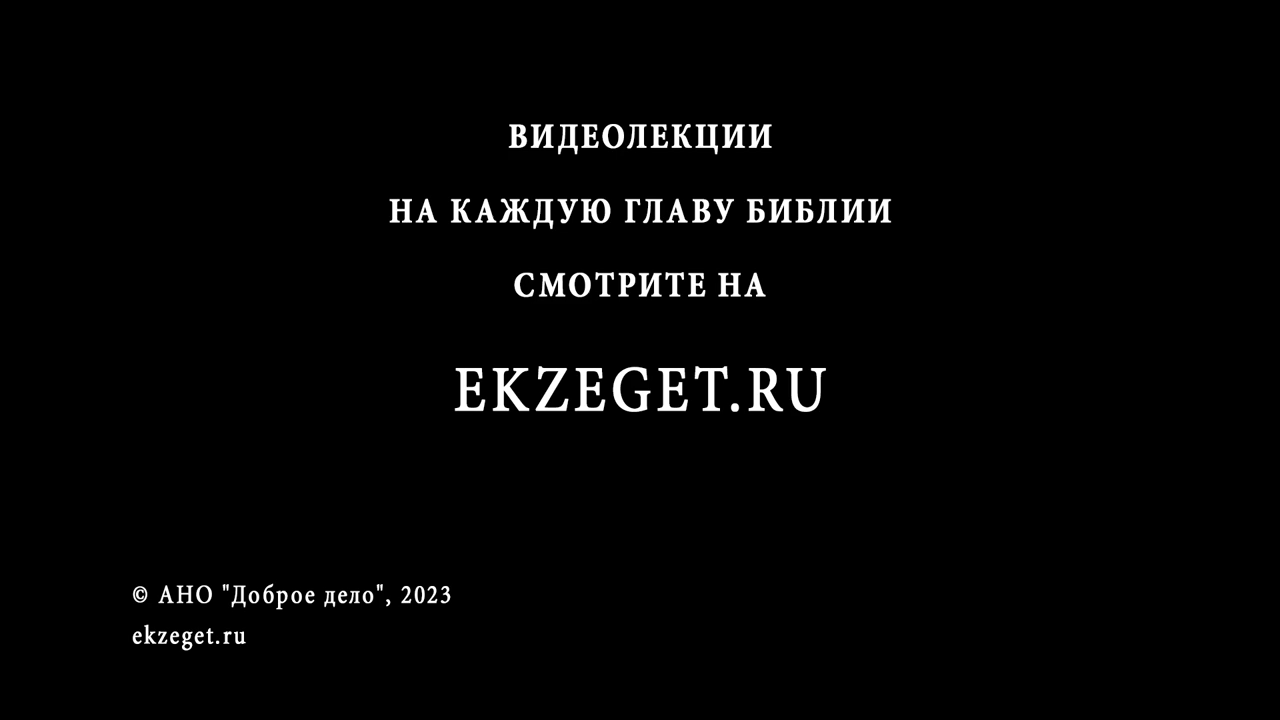 ВИДЕОЛЕКЦИИ
НА КАЖДУЮ ГЛАВУ БИБЛИИ
СМОТРИТЕ НА
EKZEGET.RU
© АНО "Доброе дело", 2023
ekzeget.ru